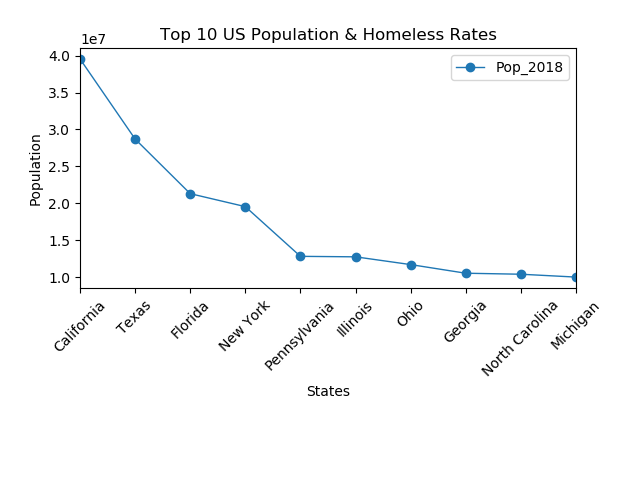 Top 10 US Population & Homeless Rates
1e7
Pop_2018
4.0
3.5
3.0
2.5
2.0
1.5
1.0
Population
California
Texas
Florida
New York
Pennsylvania
Illinois
Ohio
Georgia
North Carolina
Michigan
States